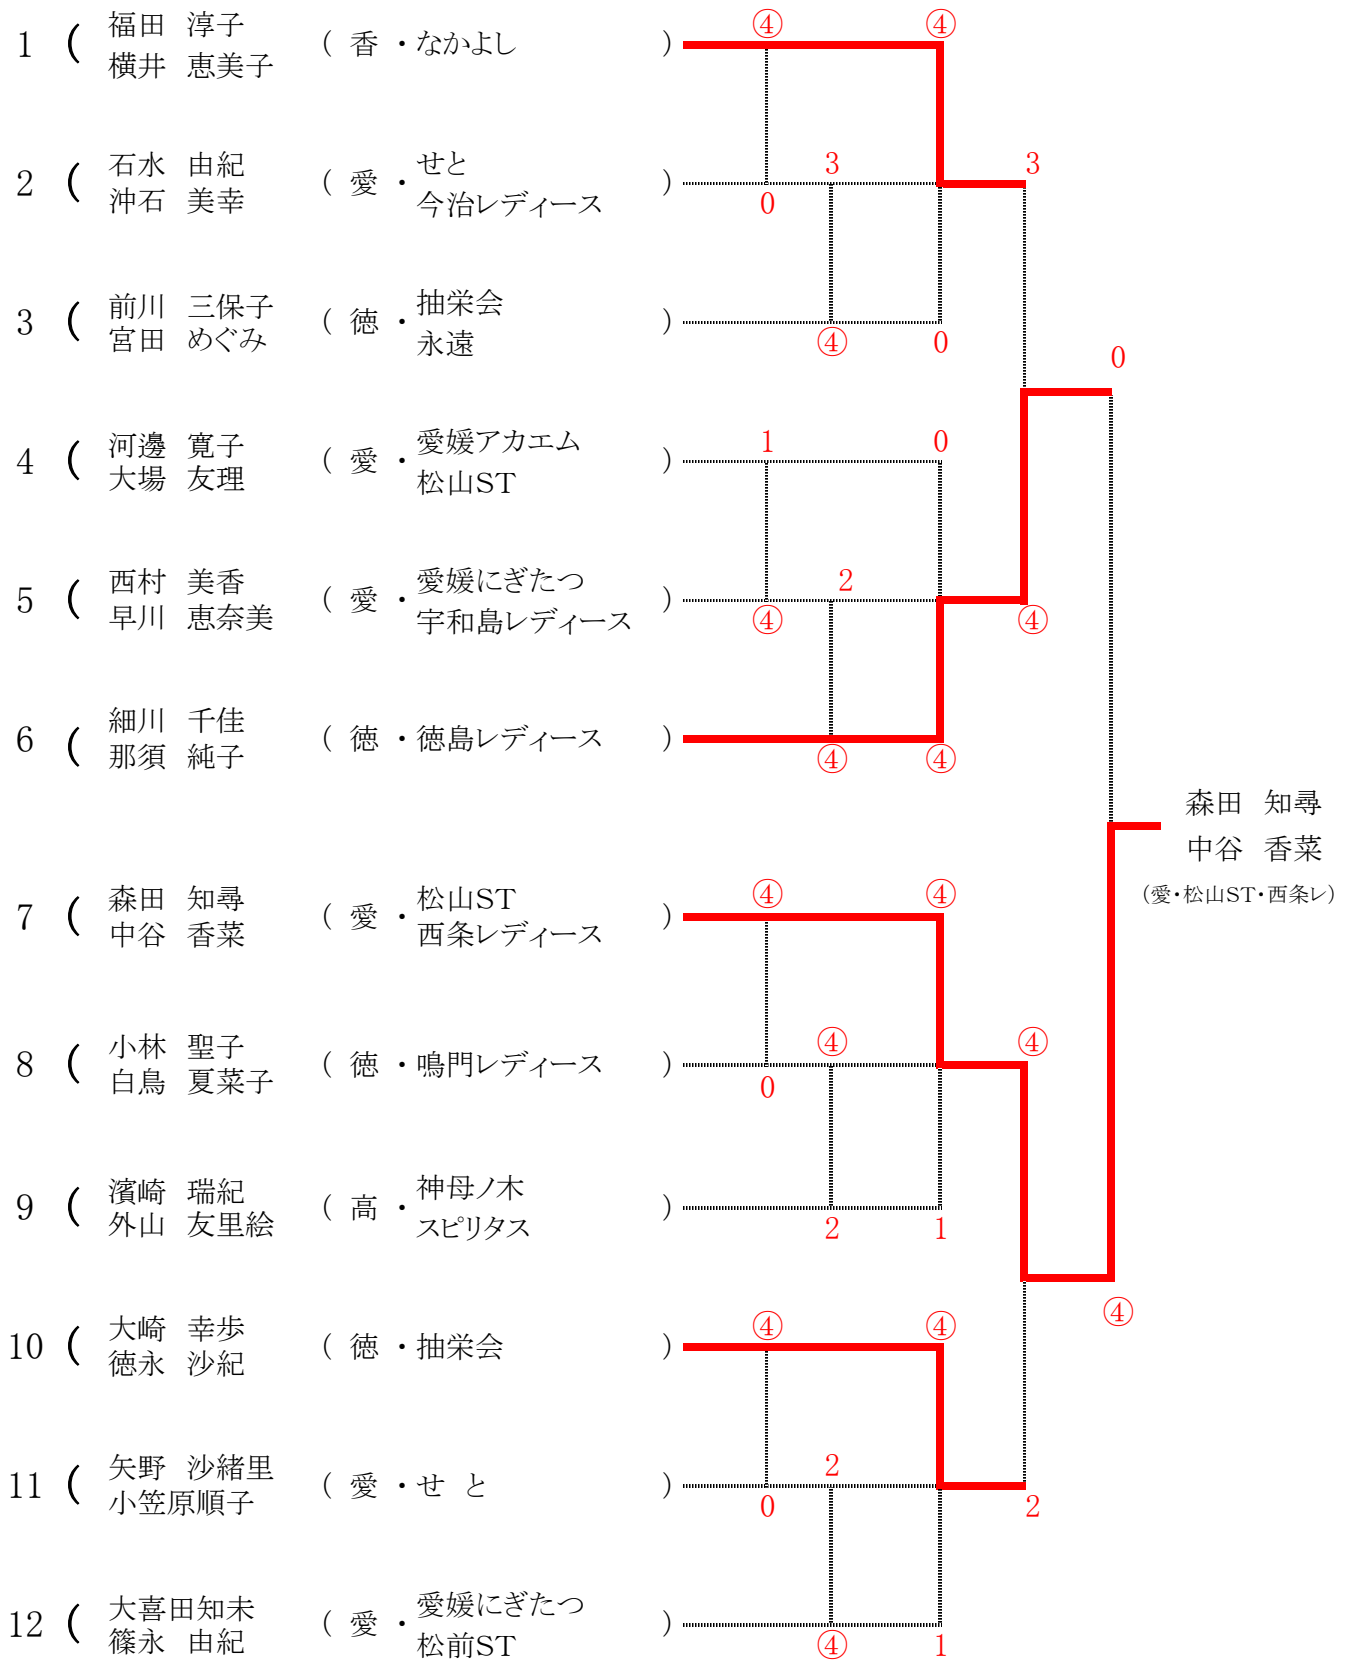 ④ ④
1 ( 福田 淳子 ( 香 ・ なかよし )
横井 恵美子
3 3
2 ( 石水 由紀 ( 愛 ・ せと )
沖石 美幸 今治レディース
0
3 ( 前川 三保子 ( 徳 ・ 抽栄会 )
宮田 めぐみ 永遠
④ 0
0
1 0
4 ( 河邊 寛子 ( 愛 ・ 愛媛アカエム )
大場 友理 松山ST
2
5 ( 西村 美香 ( 愛 ・ 愛媛にぎたつ )
早川 恵奈美 宇和島レディース
④ ④
6 ( 細川 千佳 ( 徳 ・ 徳島レディース )
那須 純子
④ ④
森田 知尋
中谷 香菜
(愛・松山ST・西条レ)
④ ④
7 ( 森田 知尋 ( 愛 ・ 松山ST )
中谷 香菜 西条レディース
④ ④
8 ( 小林 聖子 ( 徳 ・ 鳴門レディース )
白鳥 夏菜子
0
9 ( 濱崎 瑞紀 ( 高 ・ 神母ノ木 )
外山 友里絵 スピリタス
2 1
④
④ ④
10 ( 大崎 幸歩 ( 徳 ・ 抽栄会 )
徳永 沙紀
2
11 ( 矢野 沙緒里 ( 愛 ・ せ と )
小笠原順子
0 2
12 ( 大喜田知未 ( 愛 ・ 愛媛にぎたつ )
篠永 由紀 松前ST
④ 1